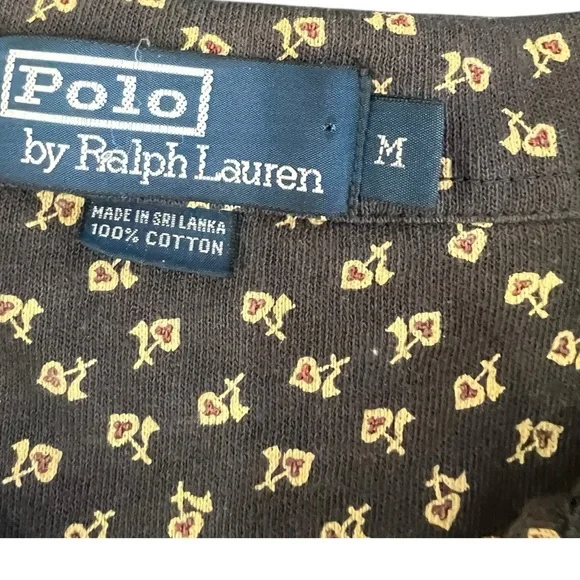 Polo
by Ralph Lauren
M
MADE IN SRI LANKA
100% COTTON